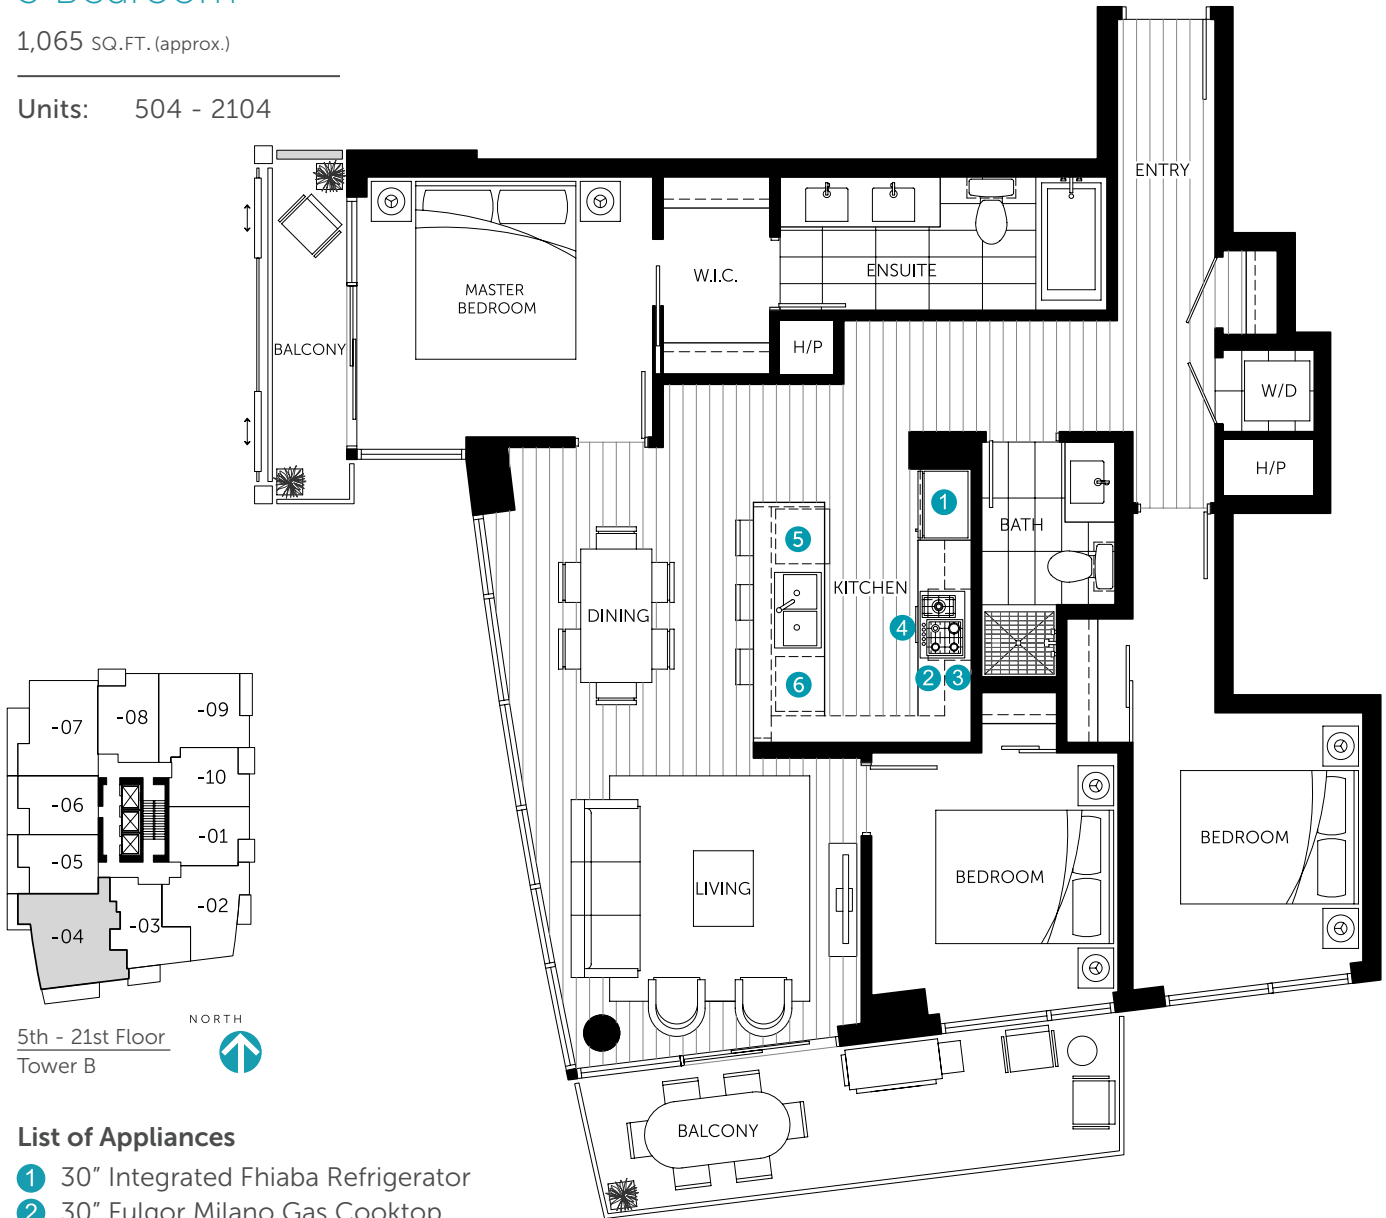 1,065 SQ.FT. (approx.)
Units: 504 - 2104
ENTRY
MASTER
BEDROOM
W.I.C.
ENSUITE
BALCONY
H/P
W/D
H/P
1
BATH
5
KITCHEN
DINING
4
6
2 3
BEDROOM
BEDROOM
LIVING
BALCONY
-07
-08
-09
-10
-06
-01
-05
-02
-03
-04
NORTH
5th - 21st Floor
Tower B
List of Appliances
1 30" Integrated Fhiaba Refrigerator
2 30" Fulgor Milano Gas Cooktop